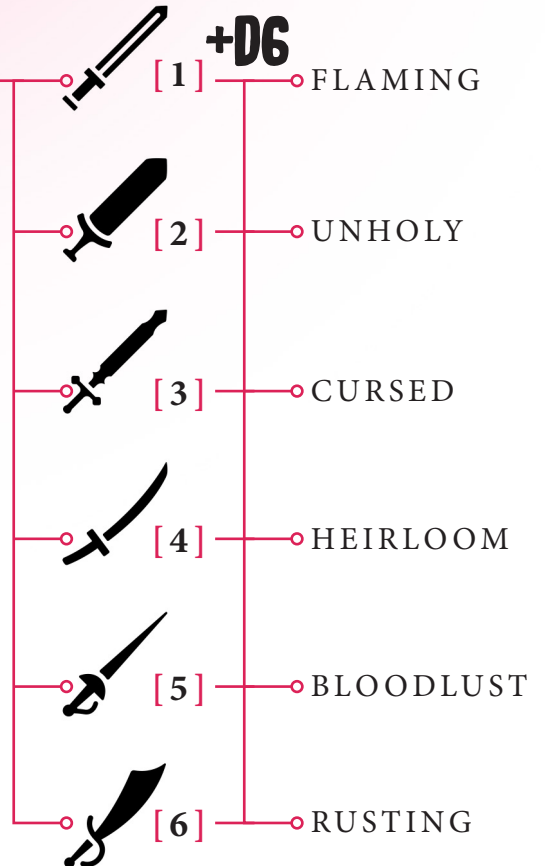 +D6
[1] FLAMING
[2] UNHOLY
[3] CURSED
[4] HEIRLOOM
[5] BLOODLUST
[6] RUSTING